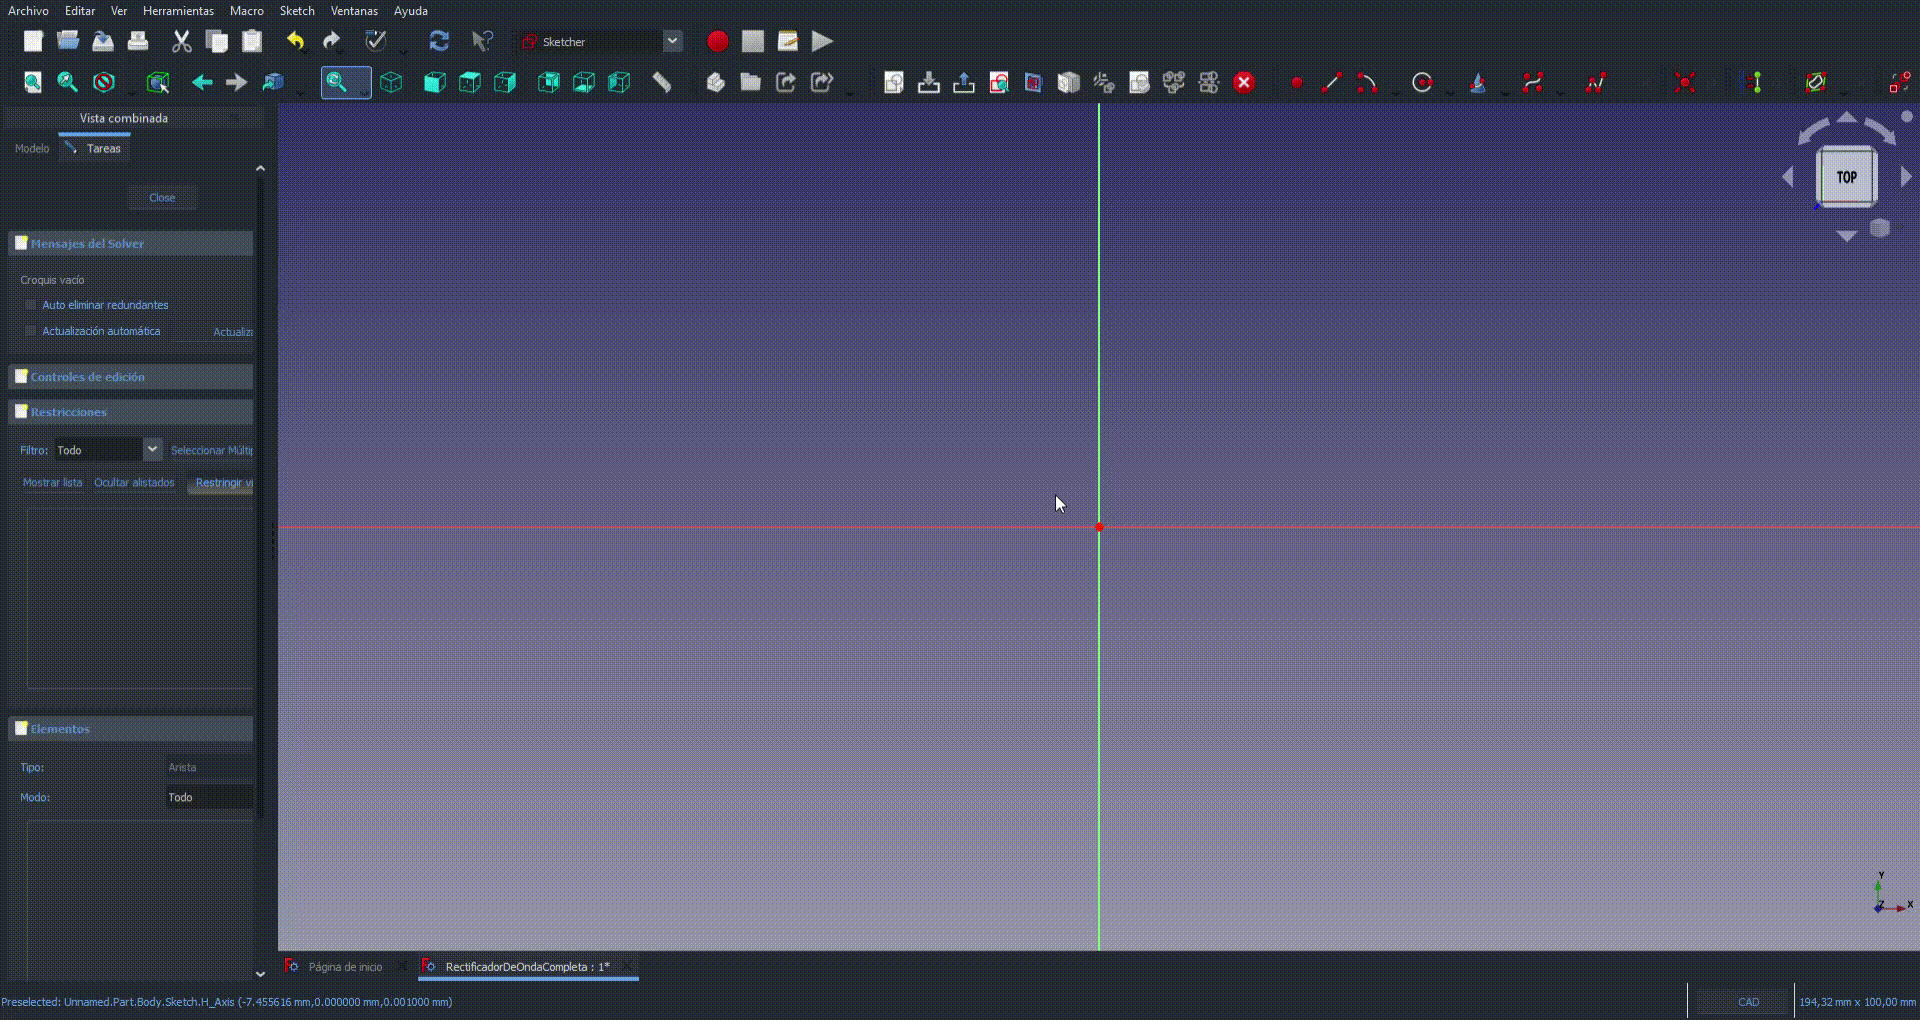 Archivo Editar Ver Herramientas Macro Sketch Ventanas Ayuda
Sketcher
Vista combinada
Modelo Tareas
Close
Mensajes del Solver
Croquis vacío
Auto eliminar redundantes
Actualización automática Actualiza
Controles de edición
Restricciones
Filtro: Todo Seleccionar Múltip
Mostrar lista Ocultar alistados Restringir vi
Elementos
Tipo: Arista
Modo: Todo
TOP
Y
Z X
Página de inicio RectificadorDeOndaCompleta : 1*
Preselected: Unnamed.Part.Body.Sketch.H_Axis (-7.455616 mm,0.000000 mm,0.001000 mm) CAD 194,32 mm x 100,00 mm